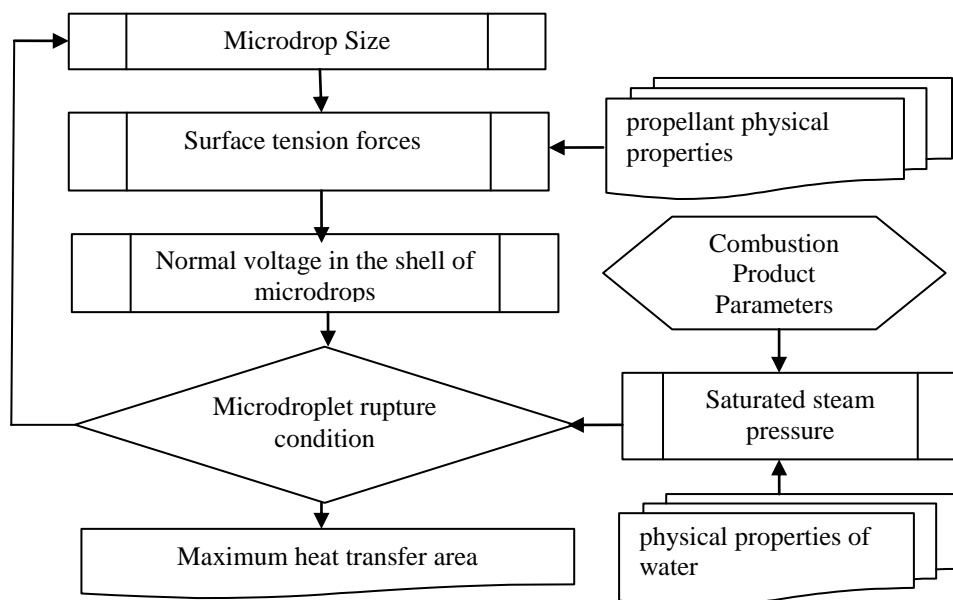 Microdrop Size
Surface tension forces
propellant physical
properties
Normal voltage in the shell of
microdrops
Combustion
Product
Parameters
Microdroplet rupture
condition
Saturated steam
pressure
Maximum heat transfer area
physical properties of
water